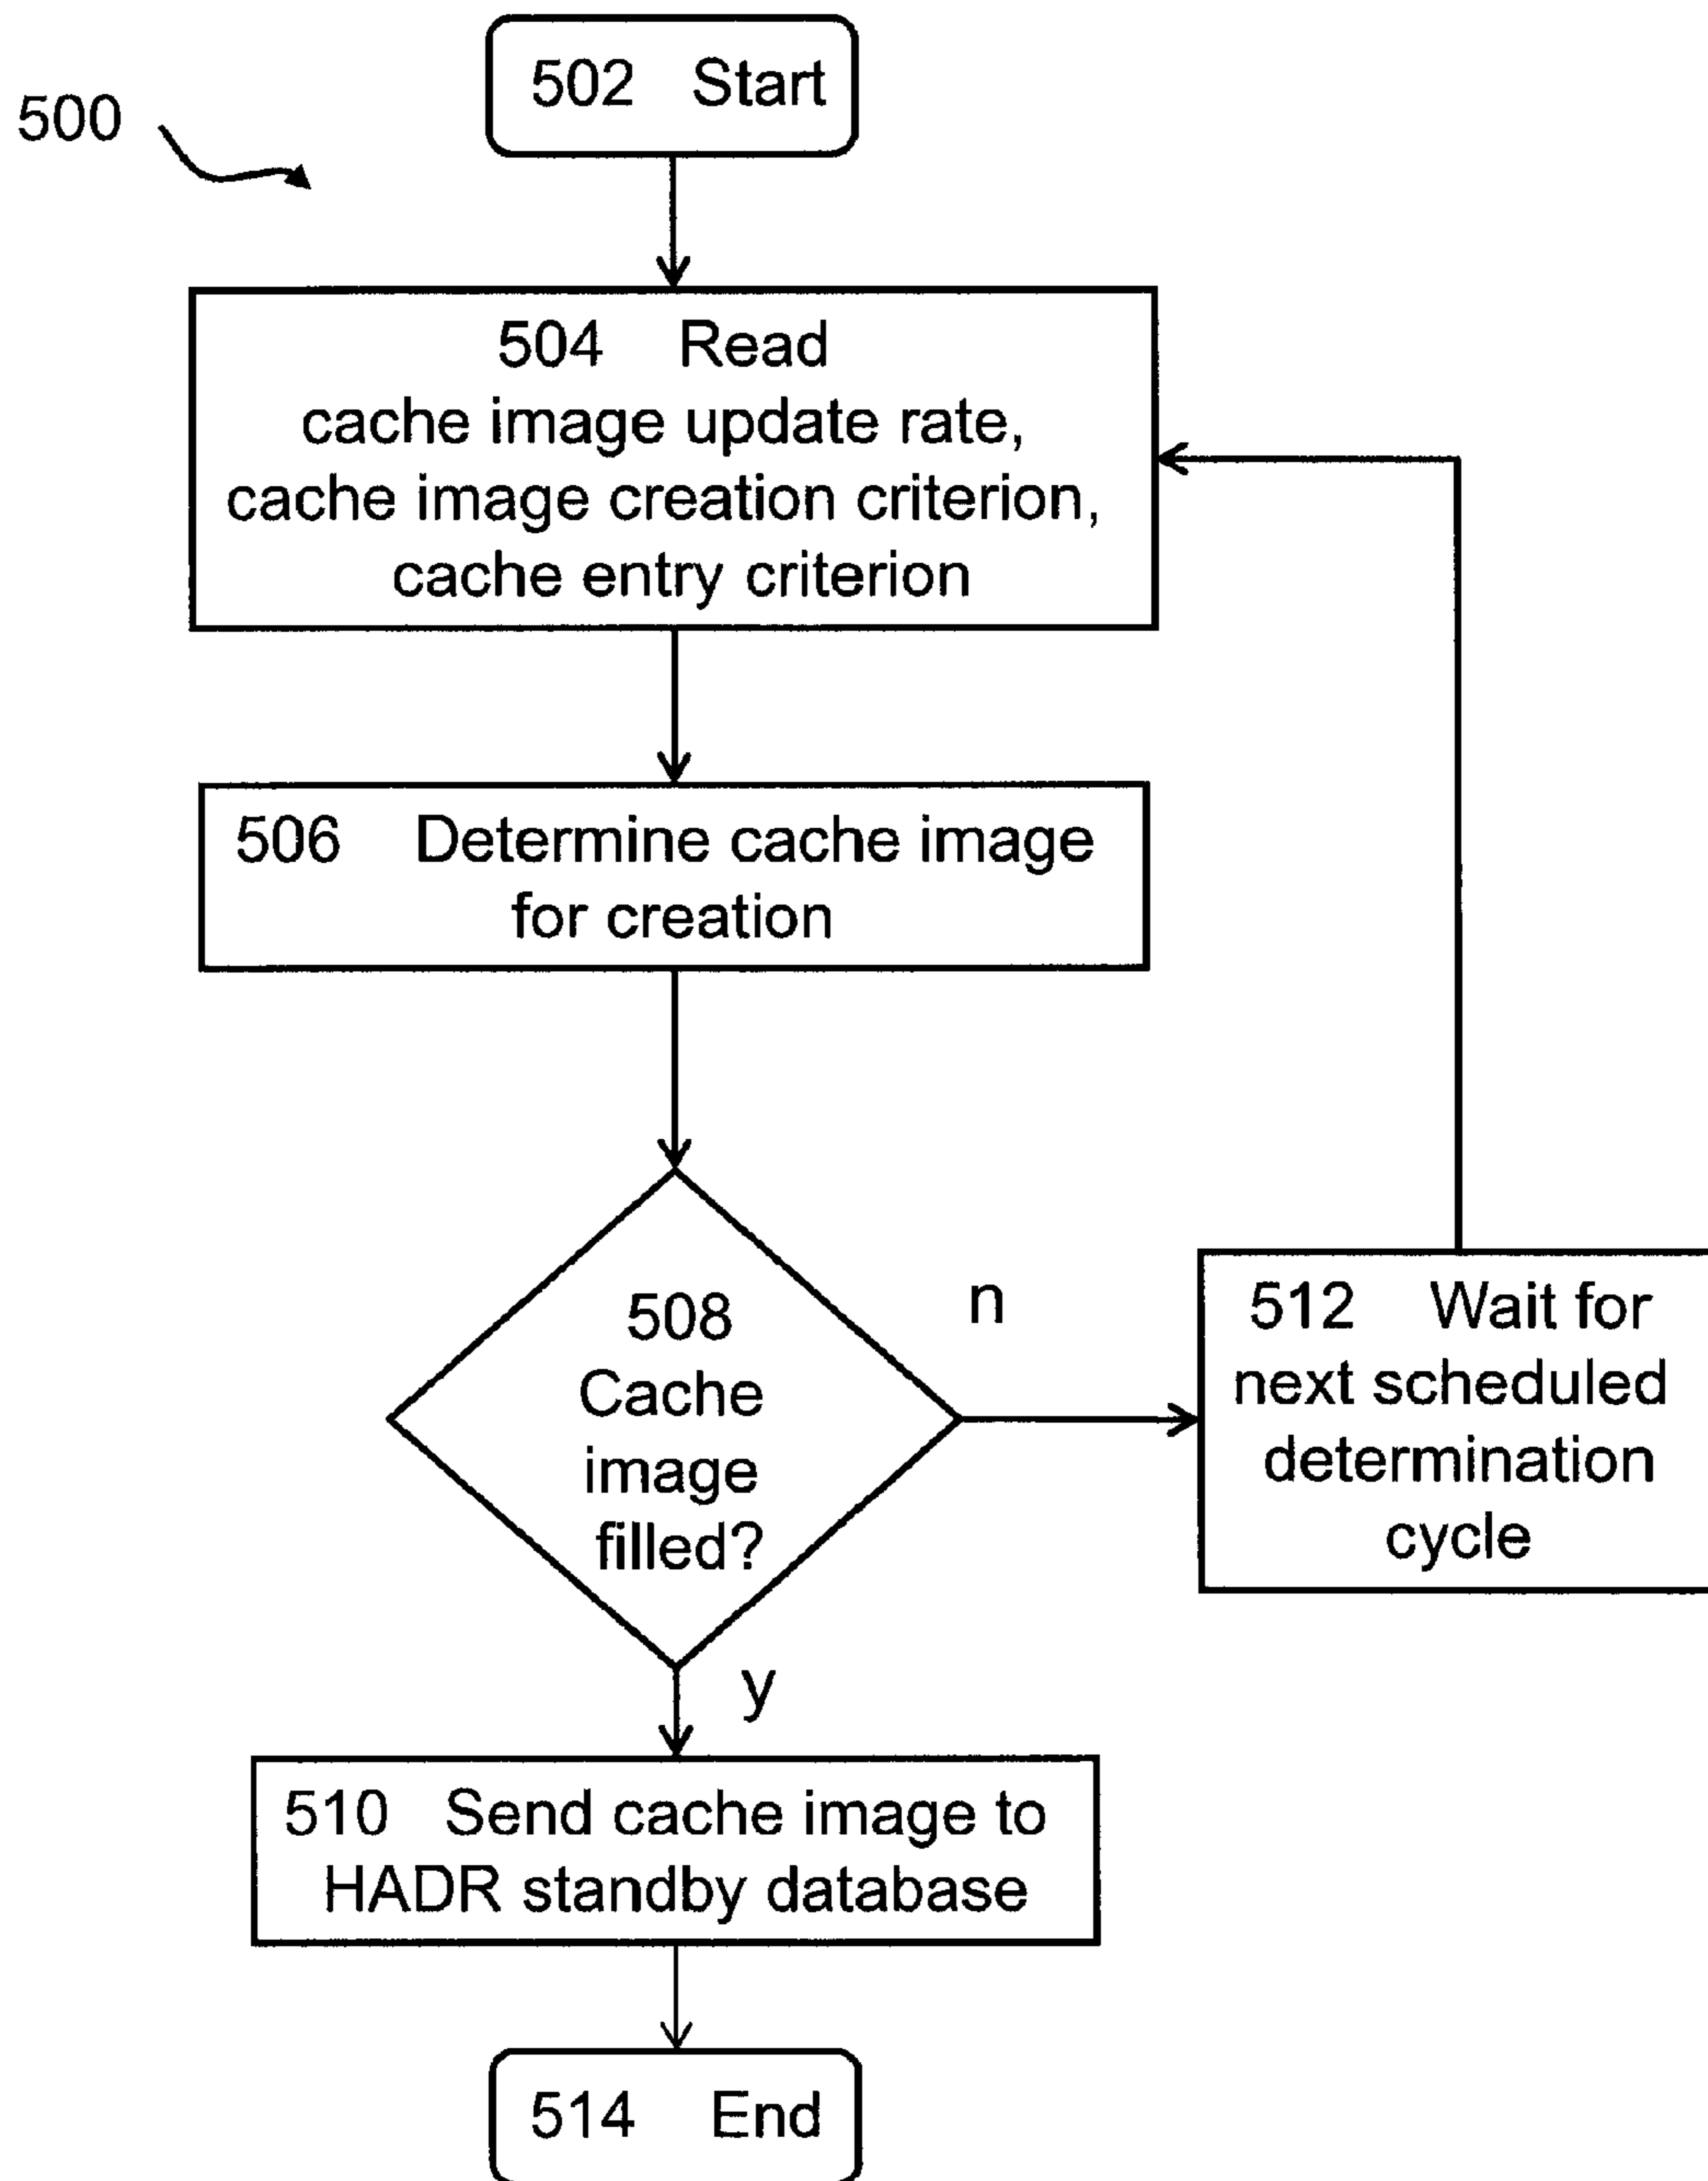 502 Start
500
504 Read
cache image update rate,
cache image creation criterion,
cache entry criterion
506 Determine cache image
for creation
508
Cache
image
filled?
n
512 Wait for
next scheduled
determination
cycle
y
510 Send cache image to
HADR standby database
514 End